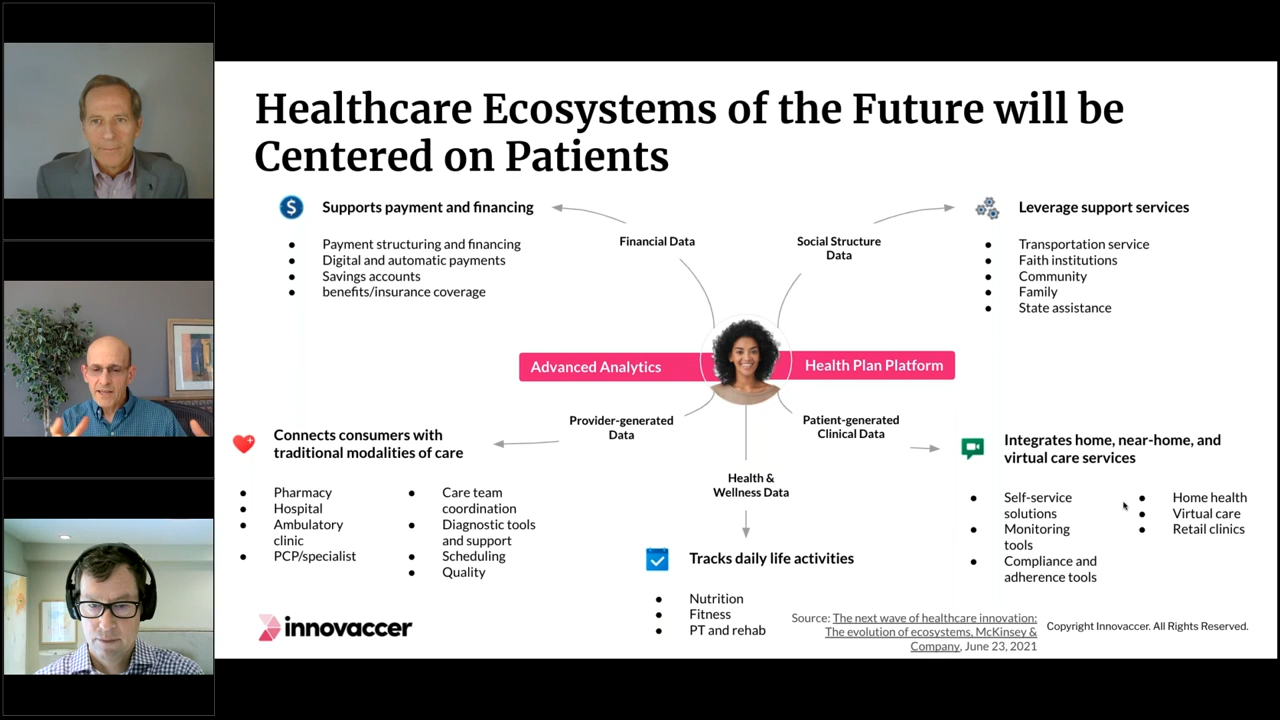 Healthcare Ecosystems of the Future will be
Centered on Patients
Supports payment and financing
● Payment structuring and financing
● Digital and automatic payments
● Savings accounts
● benefits/insurance coverage
Financial Data
Social Structure
Data
Leverage support services
● Transportation service
● Faith institutions
● Community
● Family
● State assistance
Advanced Analytics
Health Plan Platform
Provider-generated
Data
Patient-generated
Clinical Data
Health &
Wellness Data
Connects consumers with
traditional modalities of care
● Pharmacy
● Hospital
● Ambulatory
clinic
● PCP/specialist
● Care team
coordination
● Diagnostic tools
and support
● Scheduling
● Quality
Tracks daily life activities
● Nutrition
● Fitness
● PT and rehab
Integrates home, near-home, and
virtual care services
● Self-service
solutions
● Monitoring
tools
● Compliance and
adherence tools
● Home health
● Virtual care
● Retail clinics
innovaccer
Source: The next wave of healthcare innovation:
The evolution of ecosystems, McKinsey &
Company, June 23, 2021
Copyright Innovaccer. All Rights Reserved.